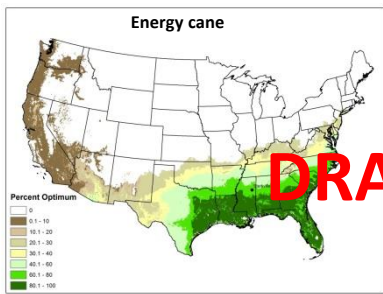 Energy cane
DRA
Percent Optimum
0
0.1 - 10
10.1 - 20
20.1 - 30
30.1 - 40
40.1 - 60
60.1 - 80
80.1 - 100